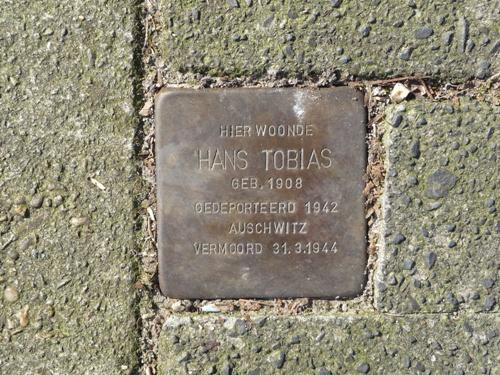 HIER WOONDE
HANS TOBIAS
GEB. 1908
GEDEPORTEERD 1942
AUSCHWITZ
VERMOORD 31.3.1944